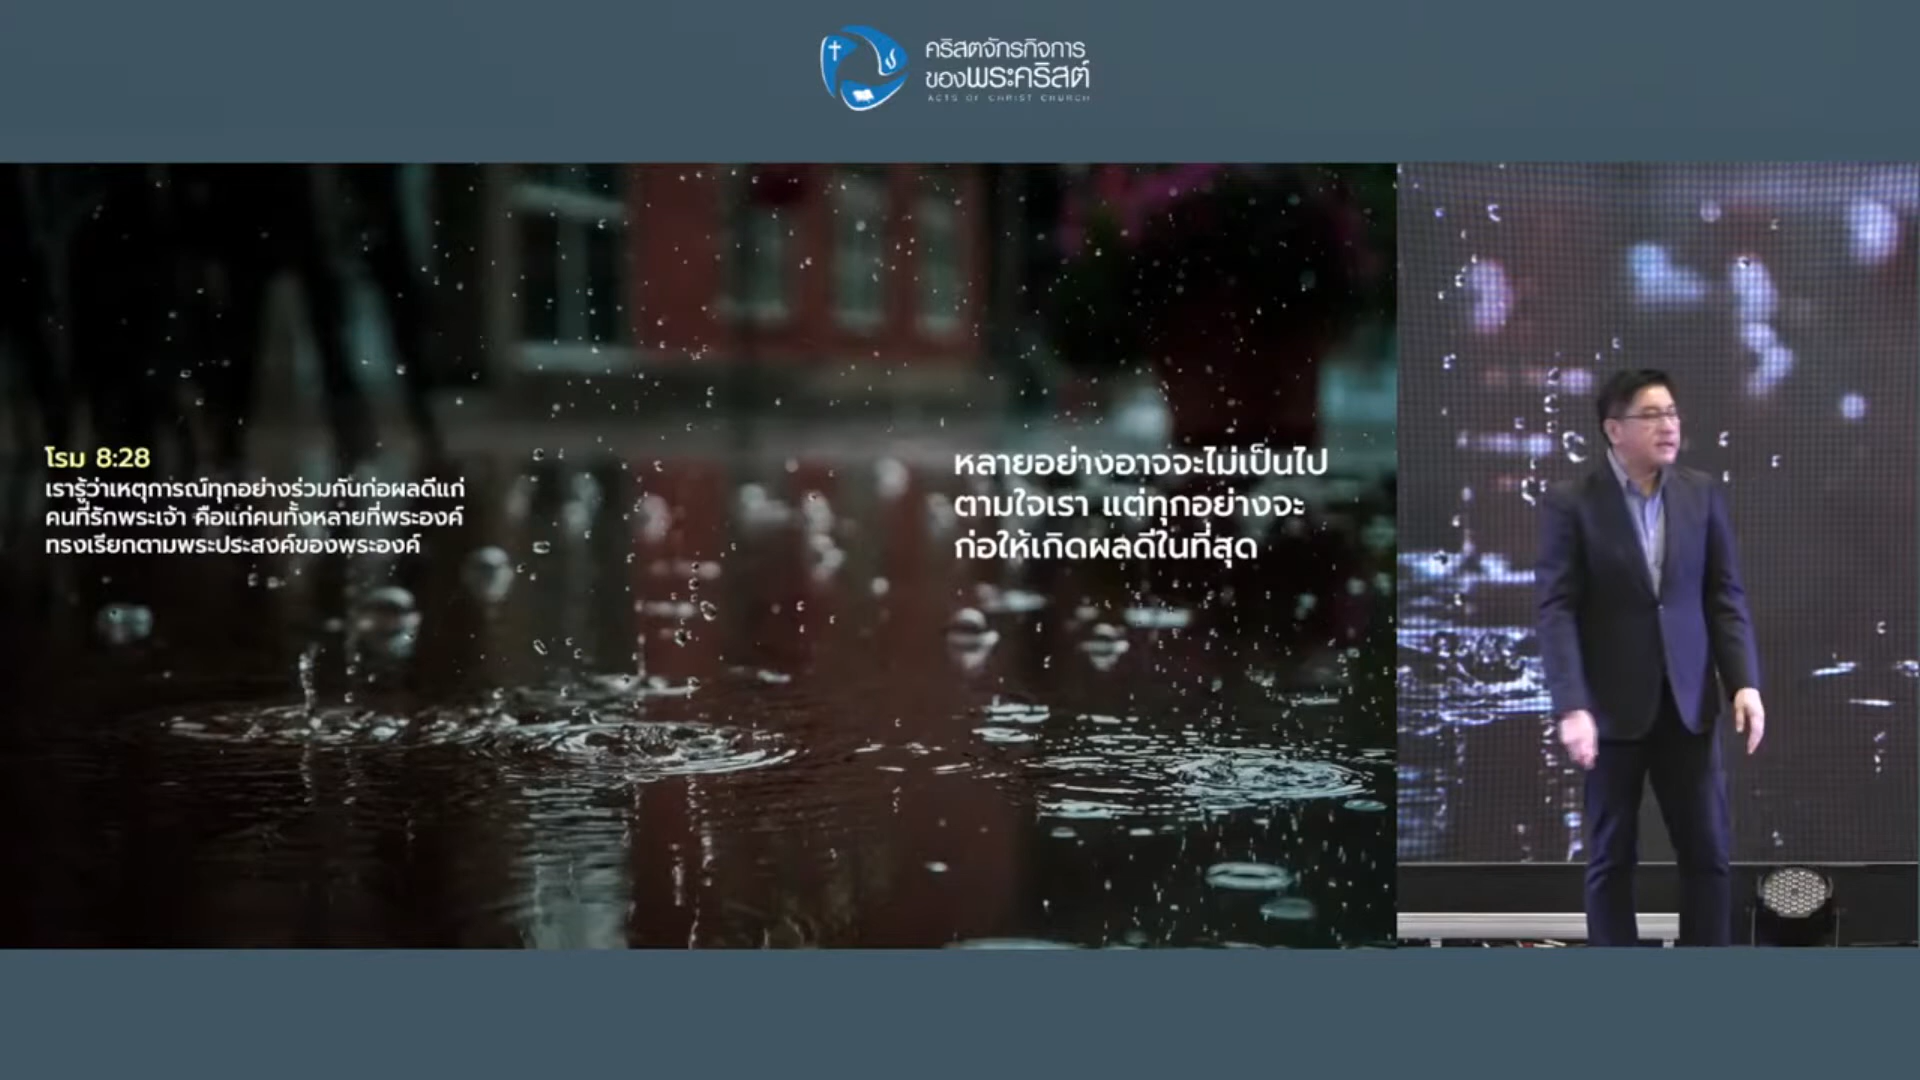 คริสตจักรกิจการ
ของพระคริสต์
ACTS OF CHRIST CHURCH
โรม 8:28
เรารู้ว่าเหตุการณ์ทุกอย่างร่วมกันก่อผลดีแก่
คนที่รักพระเจ้า คือแก่คนทั้งหลายที่พระองค์
ทรงเรียกตามพระประสงค์ของพระองค์
หลายอย่างอาจจะไม่เป็นไป
ตามใจเรา แต่ทุกอย่างจะ
ก่อให้เกิดผลดีในที่สุด